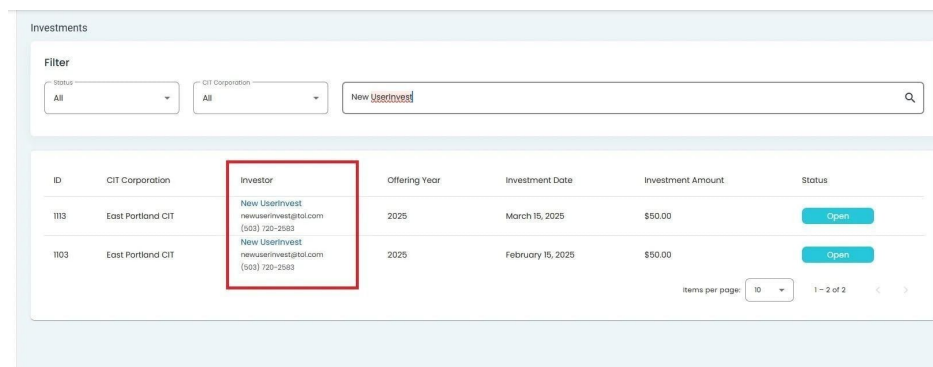 Investments
Filter
Status
CIT Corporation
All
All
New UserInvest
ID CIT Corporation Investor Offering Year Investment Date Investment Amount Status
New UserInvest
1113 East Portland CIT newuserinvest@tol.com 2025 March 15, 2025 $50.00 Open
(503) 720-2583
New UserInvest
1103 East Portland CIT newuserinvest@tol.com 2025 February 15, 2025 $50.00 Open
(503) 720-2583
Items per page: 10 1 – 2 of 2